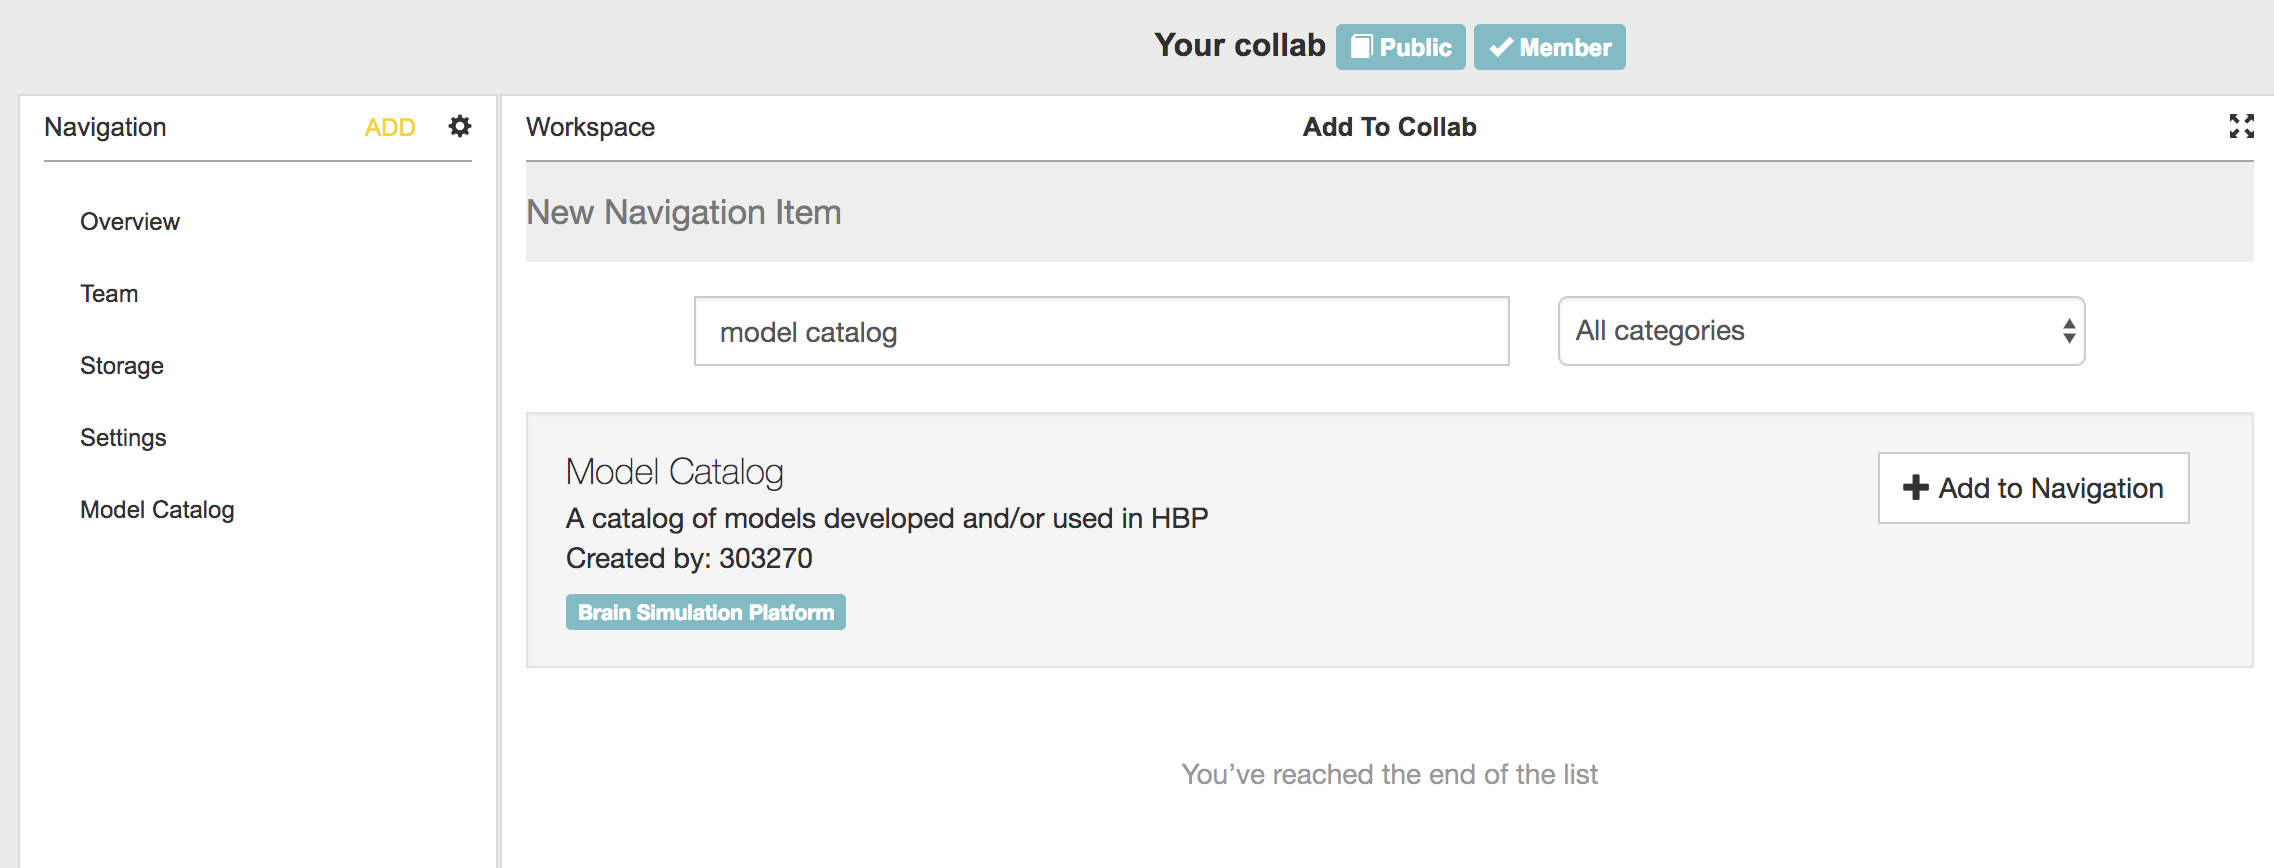 Your collab Public Member
Navigation ADD
Workspace Add To Collab
New Navigation Item
Overview
Team
Storage
Settings
Model Catalog
model catalog All categories
Model Catalog
A catalog of models developed and/or used in HBP
Created by: 303270
Brain Simulation Platform
Add to Navigation
You’ve reached the end of the list